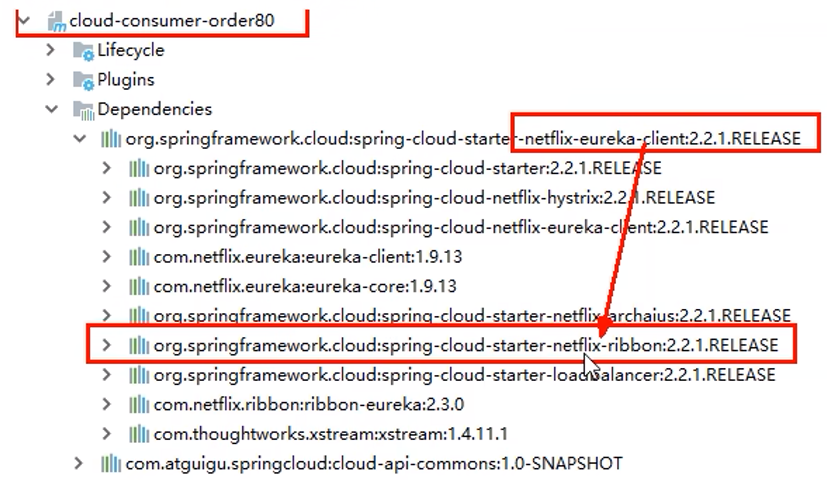 cloud-consumer-order80
Lifecycle
Plugins
Dependencies
org.springframework.cloud:spring-cloud-starter-netflix-eureka-client:2.2.1.RELEASE
org.springframework.cloud:spring-cloud-starter:2.2.1.RELEASE
org.springframework.cloud:spring-cloud-netflix-hystrix:2.2.1.RELEASE
org.springframework.cloud:spring-cloud-netflix-eureka-client:2.2.1.RELEASE
com.netflix.eureka:eureka-client:1.9.13
com.netflix.eureka:eureka-core:1.9.13
org.springframework.cloud:spring-cloud-starter-netflix-archaius:2.2.1.RELEASE
org.springframework.cloud:spring-cloud-starter-netflix-ribbon:2.2.1.RELEASE
org.springframework.cloud:spring-cloud-starter-loadbalancer:2.2.1.RELEASE
com.netflix.ribbon:ribbon-eureka:2.3.0
com.thoughtworks.xstream:xstream:1.4.11.1
com.atguigu.springcloud:cloud-api-commons:1.0-SNAPSHOT